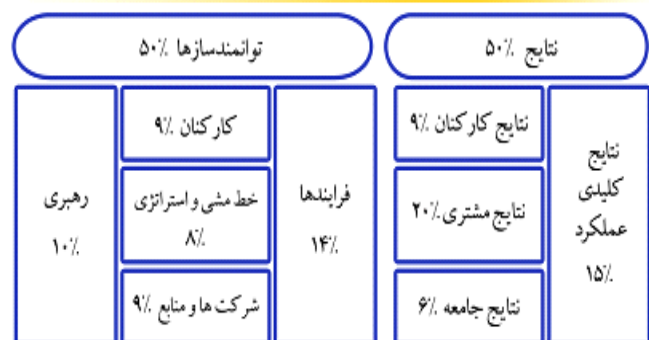 نتایج ۵۰٪
توانمندسازها ۵۰٪
نتایج
کلیدی
عملکرد
۱۵٪
نتایج کارکنان ۹٪
نتایج مشتری ۲۰٪
نتایج جامعه ۶٪
فرایندها
۱۴٪
کارکنان ۹٪
خط مشی و استراتژی
۸٪
شرکت ها و منابع ۹٪
رهبری
۱۰٪